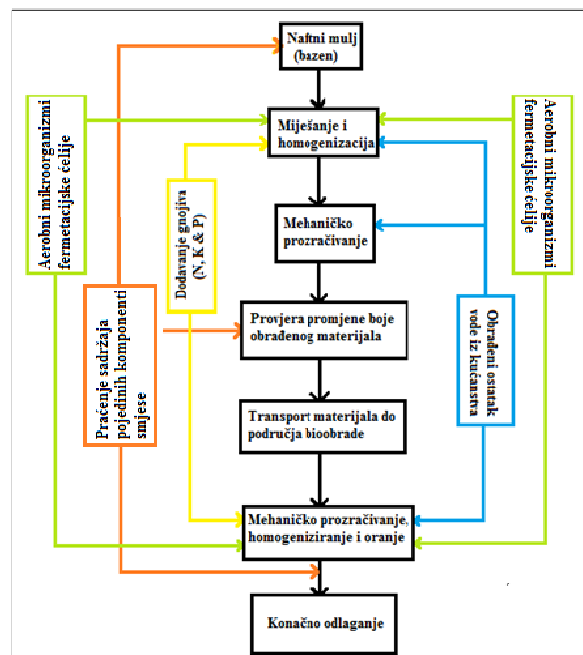 Naftni mulj
(bazen)
Miješanje i
homogenizacija
Mehaničko
prozračivanje
Provjera promjene boje
obrađenog materijala
Transport materijala do
područja bioobrade
Mehaničko prozračivanje,
homogeniziranje i oranje
Konačno odlaganje
Aerobni mikroorganizmi
fermetacijske ćelije
Praćenje sadržaja
pojedinih komponenti
smjese
Dodavanje gnojiva
(N, K & P)
Obrađeni ostatak
vode iz kućanstva
Aerobni mikroorganizmi
fermetacijske ćelije